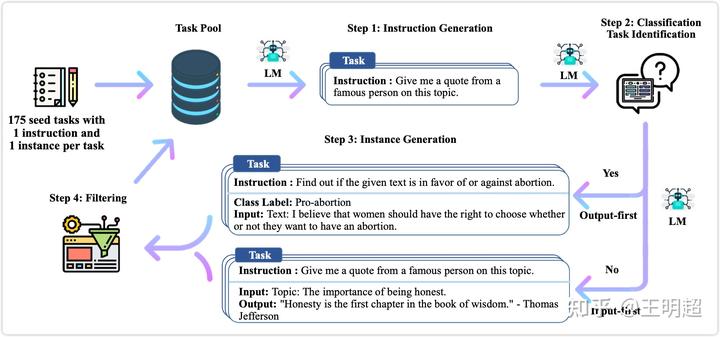 Task Pool
Step 1: Instruction Generation
Step 2: Classification
Task Identification
LM
Task
Instruction : Give me a quote from a
famous person on this topic.
LM
175 seed tasks with
1 instruction and
1 instance per task
Step 3: Instance Generation
Task
Instruction : Find out if the given text is in favor of or against abortion.
Class Label: Pro-abortion
Input: Text: I believe that women should have the right to choose whether
or not they want to have an abortion.
Yes
Output-first
LM
Step 4: Filtering
Task
Instruction : Give me a quote from a famous person on this topic.
Input: Topic: The importance of being honest.
Output: "Honesty is the first chapter in the book of wisdom." - Thomas
Jefferson
No
Input-first
知乎 @王明超